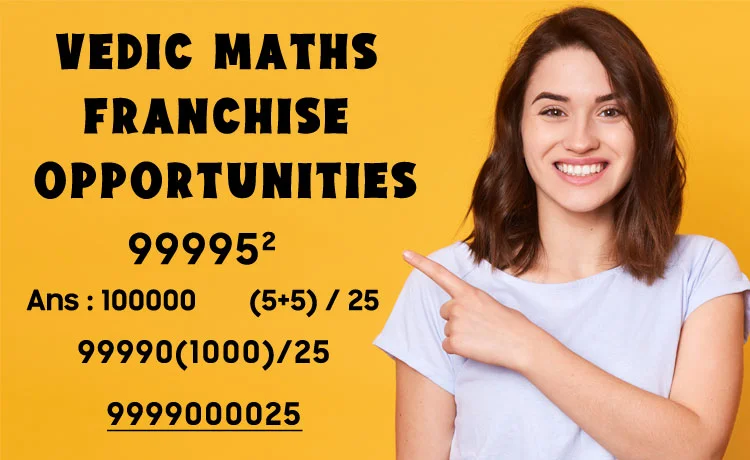 VEDIC MATHS
FRANCHISE
OPPORTUNITIES
99995²
Ans : 100000 (5+5) / 25
99990(1000)/25
9999000025